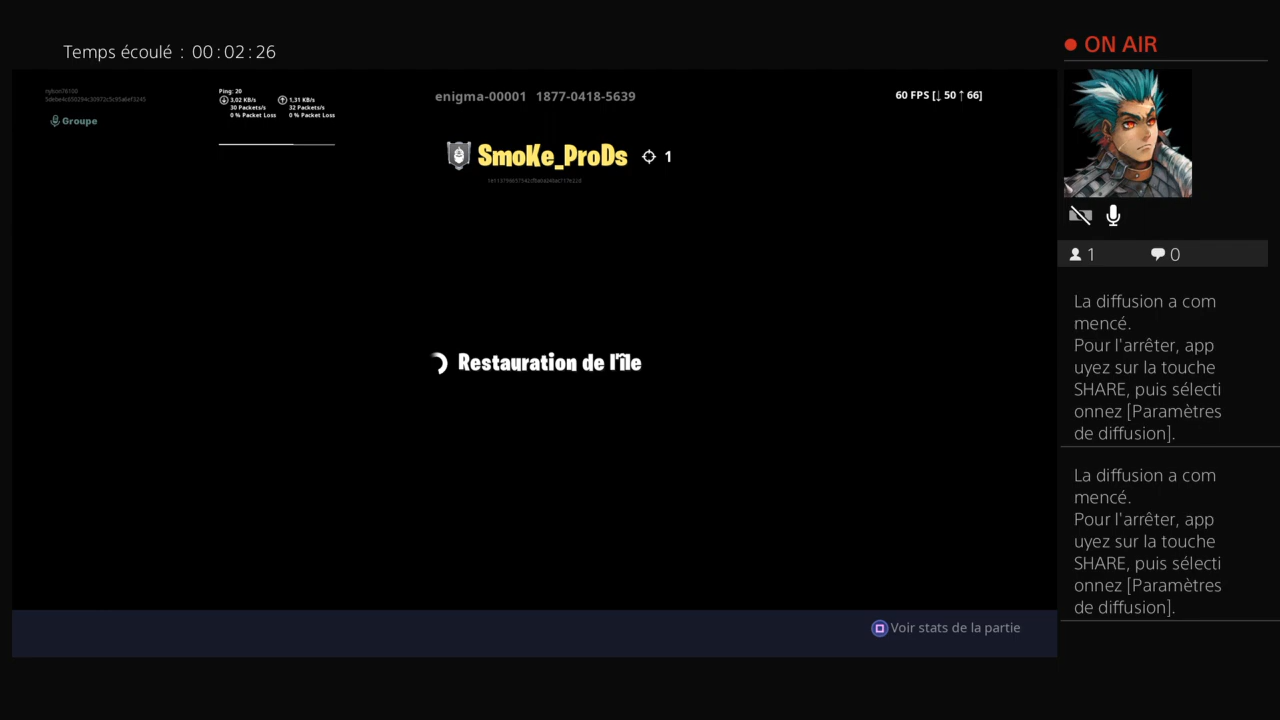 Temps écoulé : 00:02:26
ON AIR
nylson78100
Ping: 20
3,02 KB/s 1,31 KB/s
30 Packets/s 32 Packets/s
0 % Packet Loss 0 % Packet Loss
Groupe
enigma-00001 1877-0418-5639
60 FPS [↓ 50 ↑ 66]
SmoKe_ProDs 1
1 0
Restauration de l'île
La diffusion a com
mencé.
Pour l'arrêter, app
uyez sur la touche
SHARE, puis sélecti
onnez [Paramètres
de diffusion].
La diffusion a com
mencé.
Pour l'arrêter, app
uyez sur la touche
SHARE, puis sélecti
onnez [Paramètres
de diffusion].
Voir stats de la partie